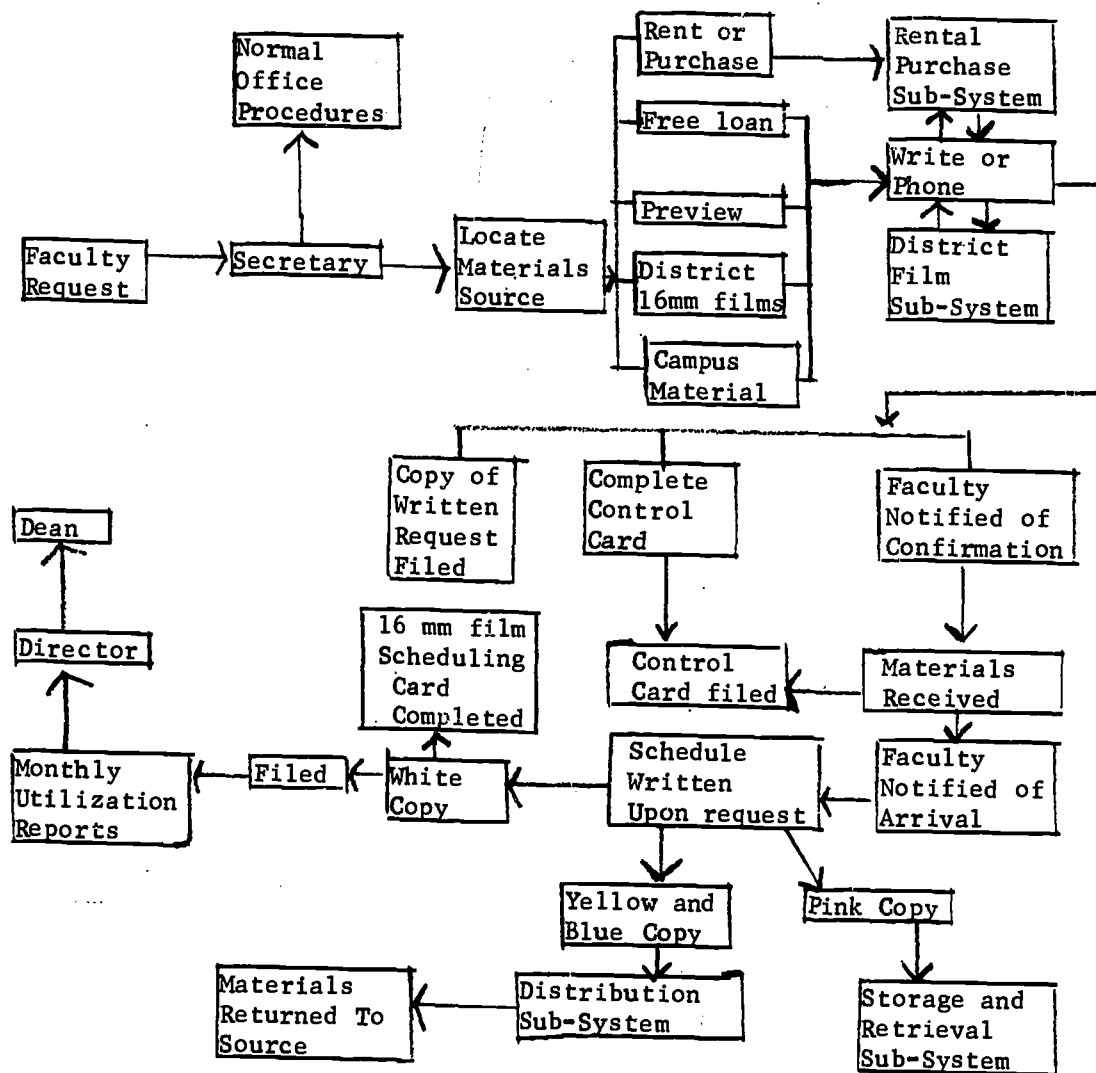 Normal
Office
Procedures
Rent or
Purchase
Rental
Purchase
Sub-System
Free loan
Write or
Phone
Preview
Faculty
Request
Secretary
Locate
Materials
Source
District
16mm films
District
Film
Sub-System
Campus
Material
Copy of
Written
Request
Filed
Complete
Control
Card
Faculty
Notified of
Confirmation
Dean
Director
16 mm film
Scheduling
Card
Completed
Control
Card filed
Materials
Received
Monthly
Utilization
Reports
Filed
White
Copy
Schedule
Written
Upon request
Faculty
Notified of
Arrival
Yellow and
Blue Copy
Pink Copy
Materials
Returned To
Source
Distribution
Sub-System
Storage and
Retrieval
Sub-System